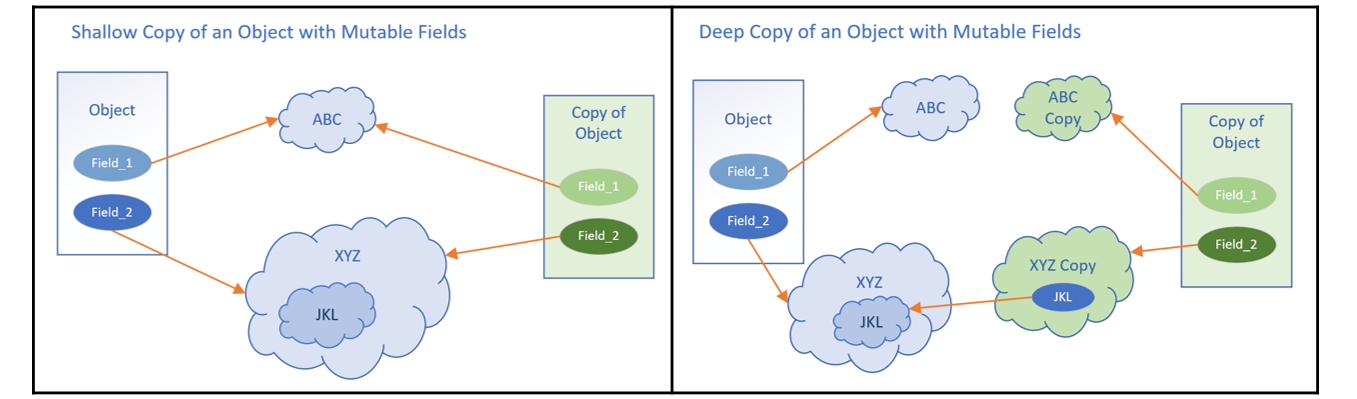 Shallow Copy of an Object with Mutable Fields
Object
Field_1
Field_2
ABC
XYZ
JKL
Copy of
Object
Field_1
Field_2
Deep Copy of an Object with Mutable Fields
Object
Field_1
Field_2
ABC
ABC
Copy
XYZ
JKL
XYZ Copy
JKL
Copy of
Object
Field_1
Field_2